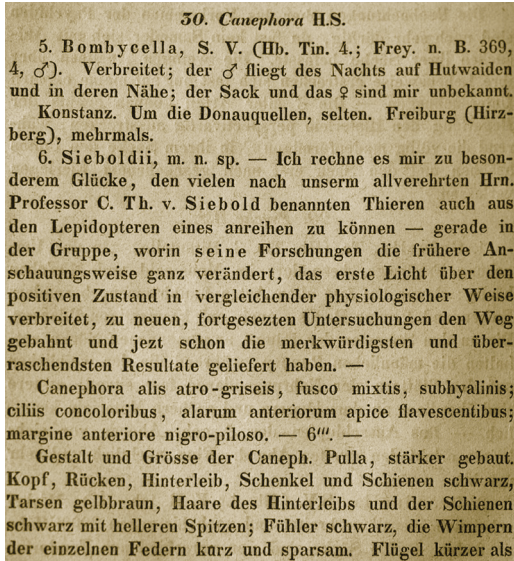 30. Canephora H.S.
5. Bombycella, S. V. (Hb. Tin. 4.; Frey. n. B. 369,
4, ♂). Verbreitet; der ♂ fliegt des Nachts auf Hutwaiden
und in deren Nähe; der Sack und das ♀ sind mir unbekannt.
Konstanz. Um die Donauquellen, selten. Freiburg (Hirz-
berg), mehrmals.
6. Sieboldii, m. n. sp. — Ich rechne es mir zu beson-
derem Glücke, den vielen nach unserm allverehrten Hrn.
Professor C. Th. v. Siebold benannten Thieren auch aus
den Lepidopteren eines anreihen zu können — gerade in
der Gruppe, worin seine Forschungen die frühere An-
schauungsweise ganz verändert, das erste Licht über den
positiven Zustand in vergleichender physiologischer Weise
verbreitet, zu neuen, fortgesezten Untersuchungen den Weg
gebahnt und jezt schon die merkwürdigsten und über-
raschendsten Resultate geliefert haben. —
Canephora alis atro-griseis, fusco mixtis, subhyalinis;
ciliis concoloribus, alarum anteriorum apice flavescentibus;
margine anteriore nigro-piloso. — 6‴. —
Gestalt und Grösse der Caneph. Pulla, stärker gebaut.
Kopf, Rücken, Hinterleib, Schenkel und Schienen schwarz,
Tarsen gelbbraun, Haare des Hinterleibs und der Schienen
schwarz mit helleren Spitzen; Fühler schwarz, die Wimpern
der einzelnen Federn kurz und sparsam. Flügel kürzer als